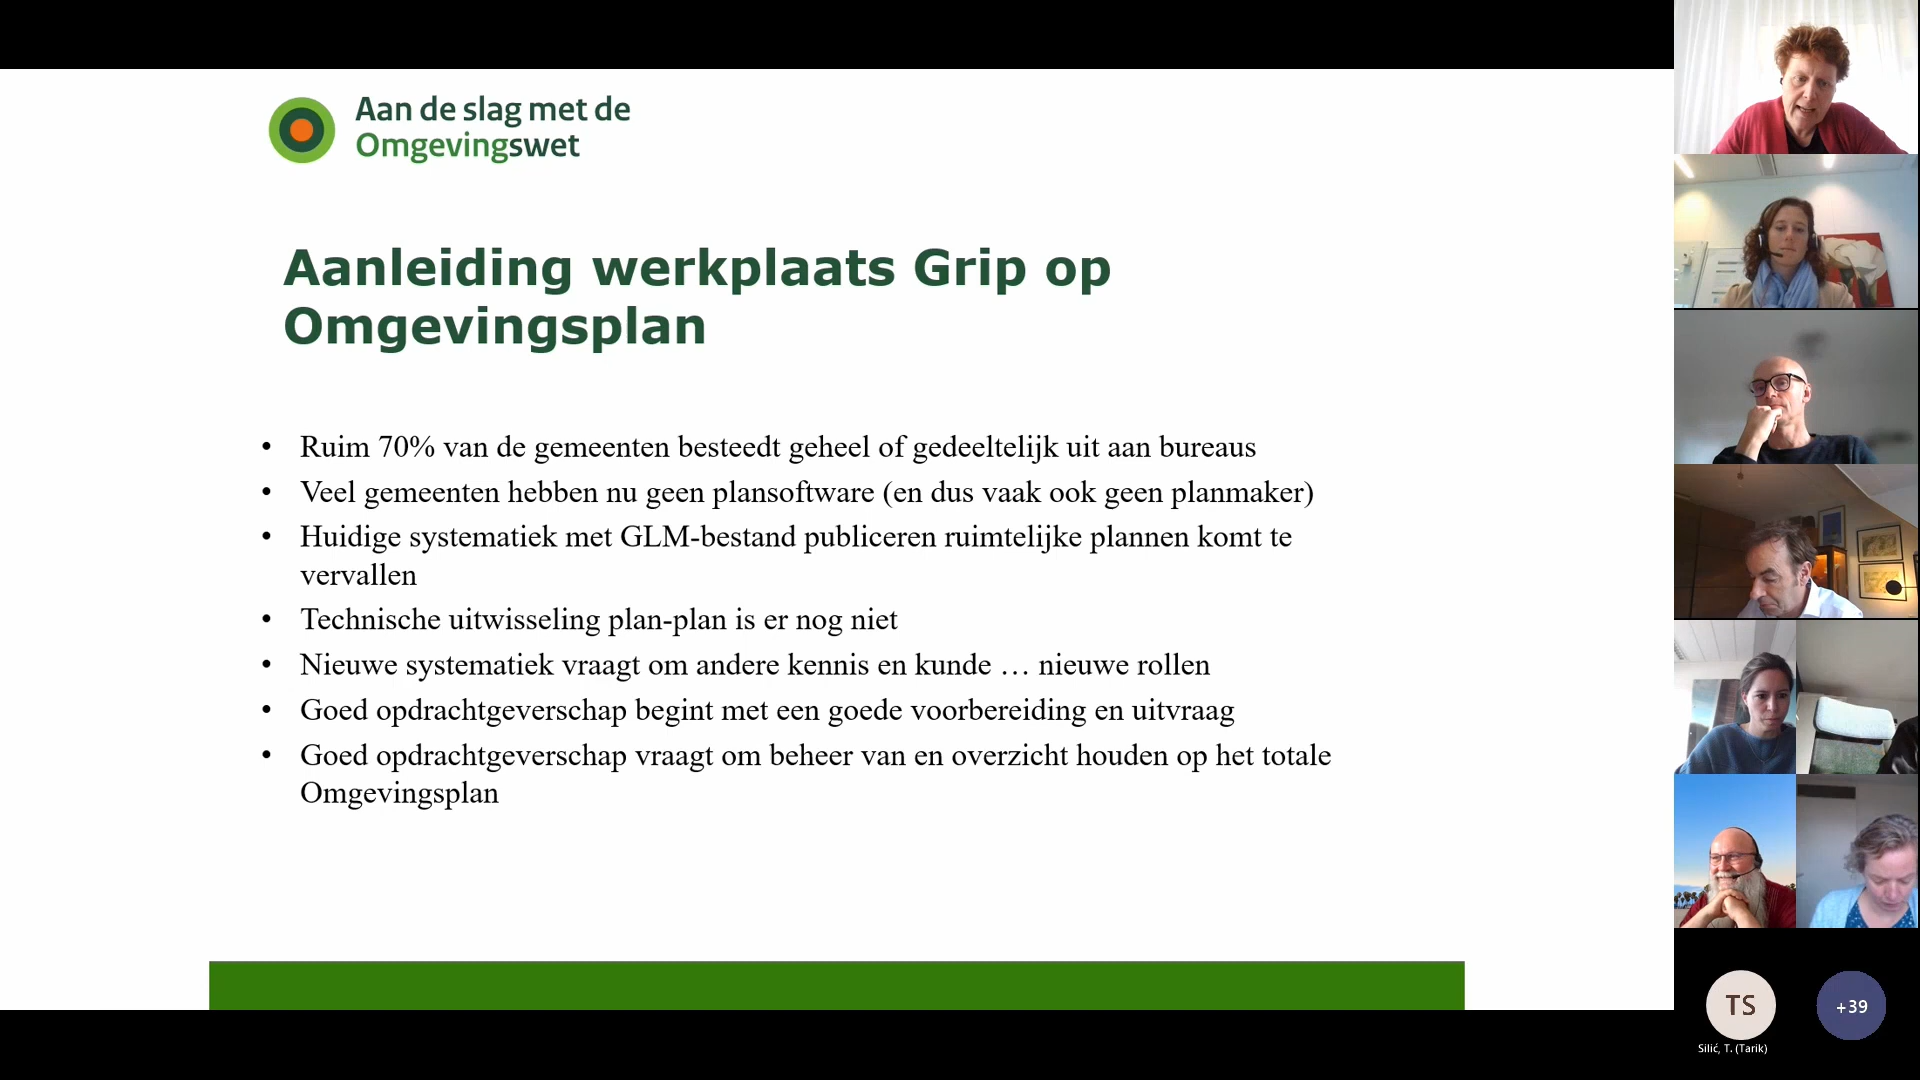 Aan de slag met de
Omgevingswet
Aanleiding werkplaats Grip op
Omgevingsplan
• Ruim 70% van de gemeenten besteedt geheel of gedeeltelijk uit aan bureaus
• Veel gemeenten hebben nu geen plansoftware (en dus vaak ook geen planmaker)
• Huidige systematiek met GLM-bestand publiceren ruimtelijke plannen komt te
vervallen
• Technische uitwisseling plan-plan is er nog niet
• Nieuwe systematiek vraagt om andere kennis en kunde … nieuwe rollen
• Goed opdrachtgeverschap begint met een goede voorbereiding en uitvraag
• Goed opdrachtgeverschap vraagt om beheer van en overzicht houden op het totale
Omgevingsplan
TS
+39
Silić, T. (Tarik)